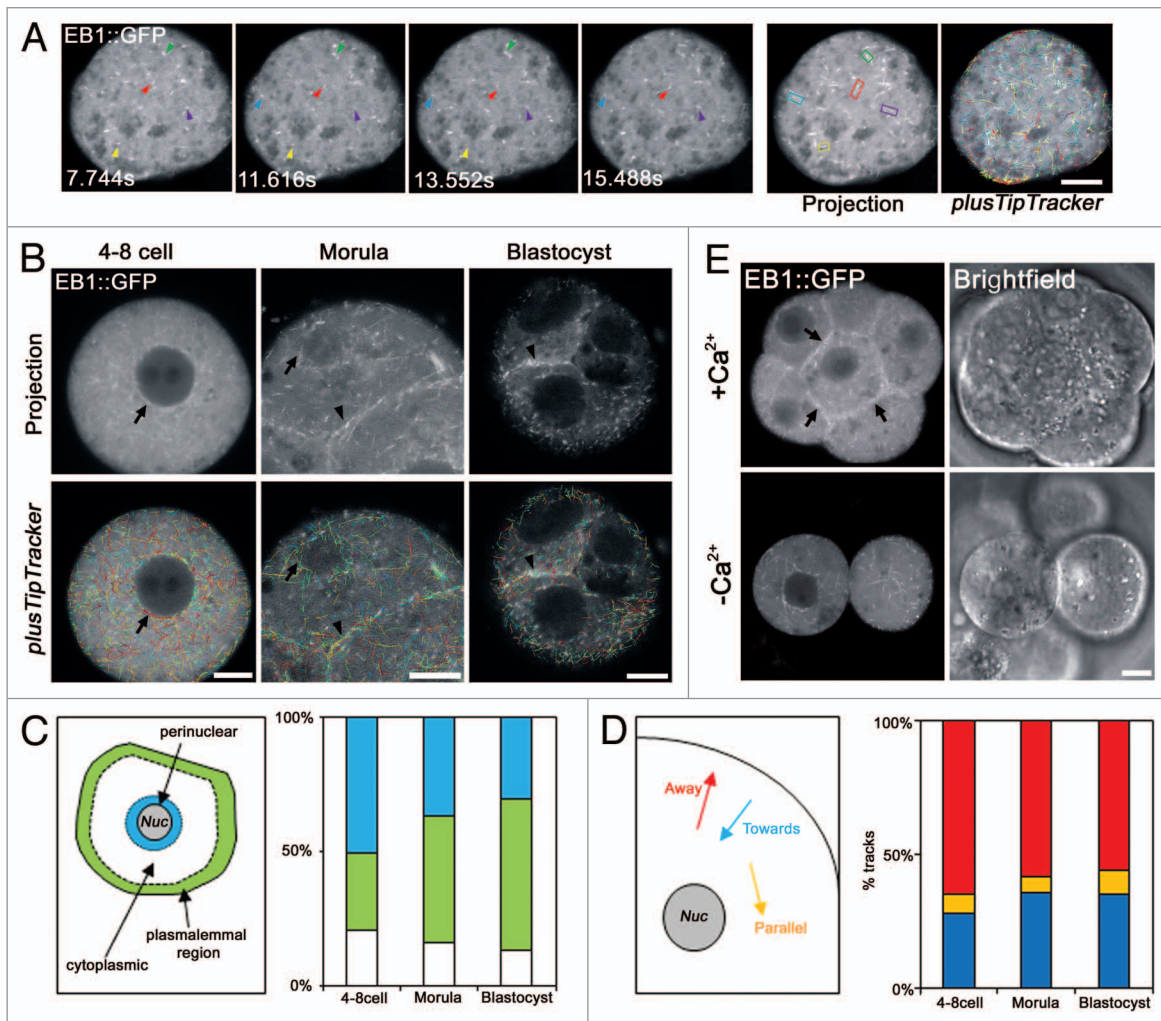 A
EB1::GFP
7.744s
11.616s
13.552s
15.488s
Projection
plusTipTracker
B
4-8 cell
Morula
Blastocyst
EB1::GFP
Projection
plusTipTracker
E
EB1::GFP
Brightfield
+Ca²⁺
-Ca²⁺
C
perinuclear
Nuc
plasmalemmal
region
cytoplasmic
100%
50%
0%
4-8cell
Morula
Blastocyst
D
Away
Towards
Parallel
Nuc
% tracks
100%
50%
0%
4-8cell
Morula
Blastocyst